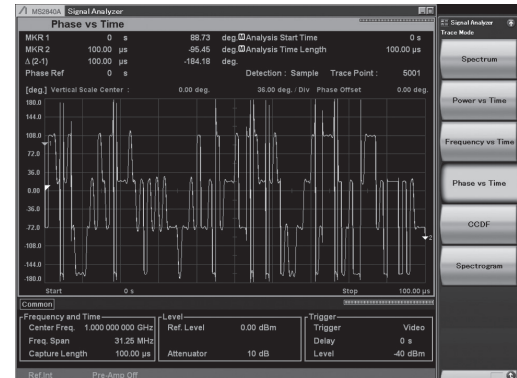 MS2840A Signal Analyzer
Phase vs Time
MKR 1 0 s 88.73 deg. M Analysis Start Time 0 s
MKR 2 100.00 µs -95.45 deg. M Analysis Time Length 100.00 µs
Δ (2-1) 100.00 µs -184.18 deg.
Phase Ref 0 s Detection : Sample Trace Point : 5001
[deg.] Vertical Scale Center : 0.00 deg. 36.00 deg. / Div Phase Offset 0.00 deg.
180.0
144.0
108.0
72.0
36.0
0.00
-36.0
-72.0
-108.0
-144.0
-180.0
2
Start 0 s Stop 100.00 µs
Common
Frequency and Time
Center Freq. 1.000 000 000 GHz
Freq. Span 31.25 MHz
Capture Length 100.00 µs
Level
Ref. Level 0.00 dBm
Attenuator 10 dB
Trigger
Trigger Video
Delay 0 s
Level -40 dBm
Ref.Int Pre-Amp Off
Signal Analyzer
Trace Mode
Spectrum
Power vs Time
Frequency vs Time
Phase vs Time
CCDF
Spectrogram